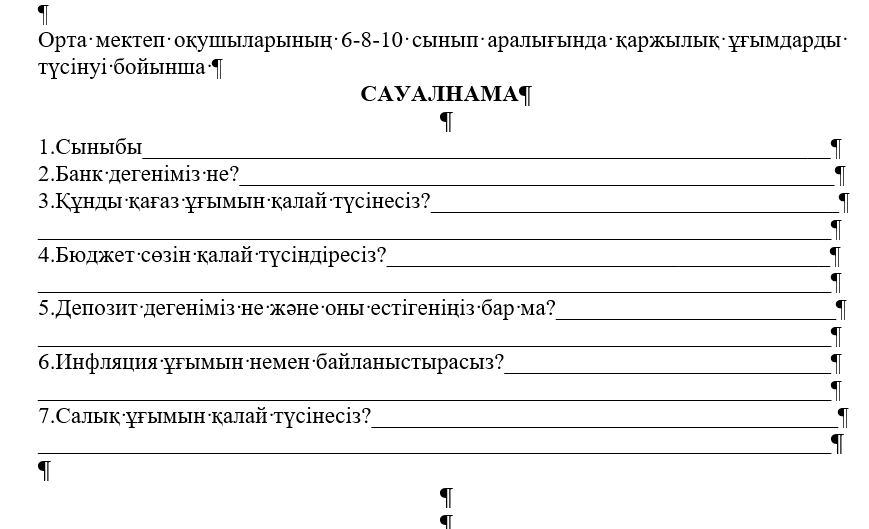 Орта мектеп оқушыларының 6-8-10 сынып аралығында қаржылық ұғымдарды
түсінуі бойынша
САУАЛНАМА
1.Сыныбы
2.Банк дегеніміз не?
3.Құнды қағаз ұғымын қалай түсінесіз?
4.Бюджет сөзін қалай түсіндіресіз?
5.Депозит дегеніміз не және оны естігеніңіз бар ма?
6.Инфляция ұғымын немен байланыстырасыз?
7.Салық ұғымын қалай түсінесіз?